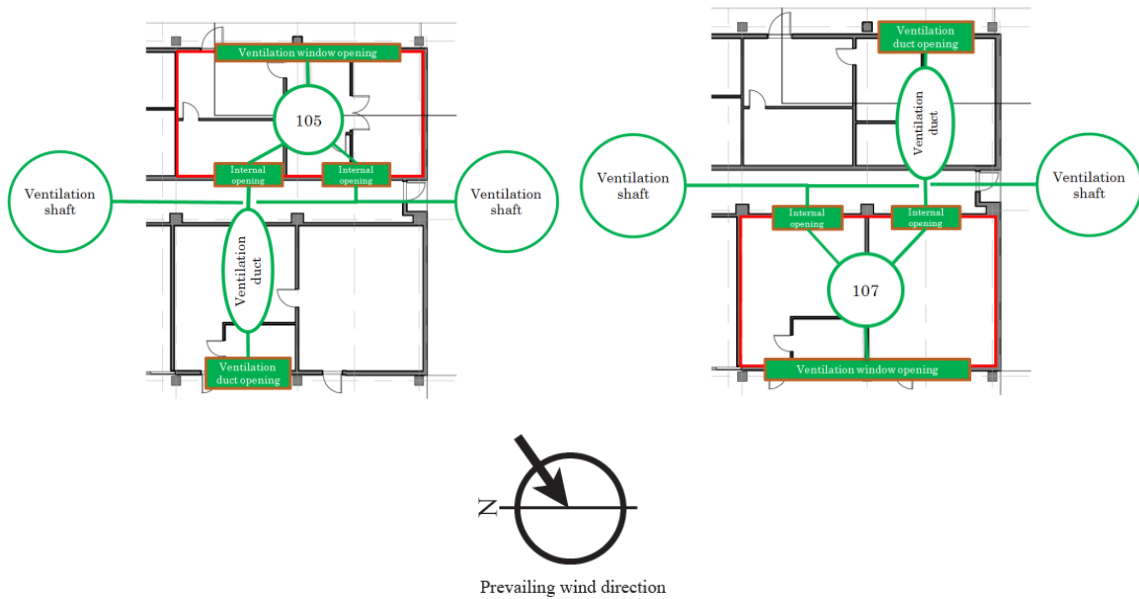 Ventilation window opening
105
Internal
opening
Internal
opening
Ventilation
shaft
Ventilation
shaft
Ventilation
duct
Ventilation
duct opening
Ventilation
duct opening
Ventilation
duct
Ventilation
shaft
Ventilation
shaft
Internal
opening
Internal
opening
107
Ventilation window opening
N
Prevailing wind direction